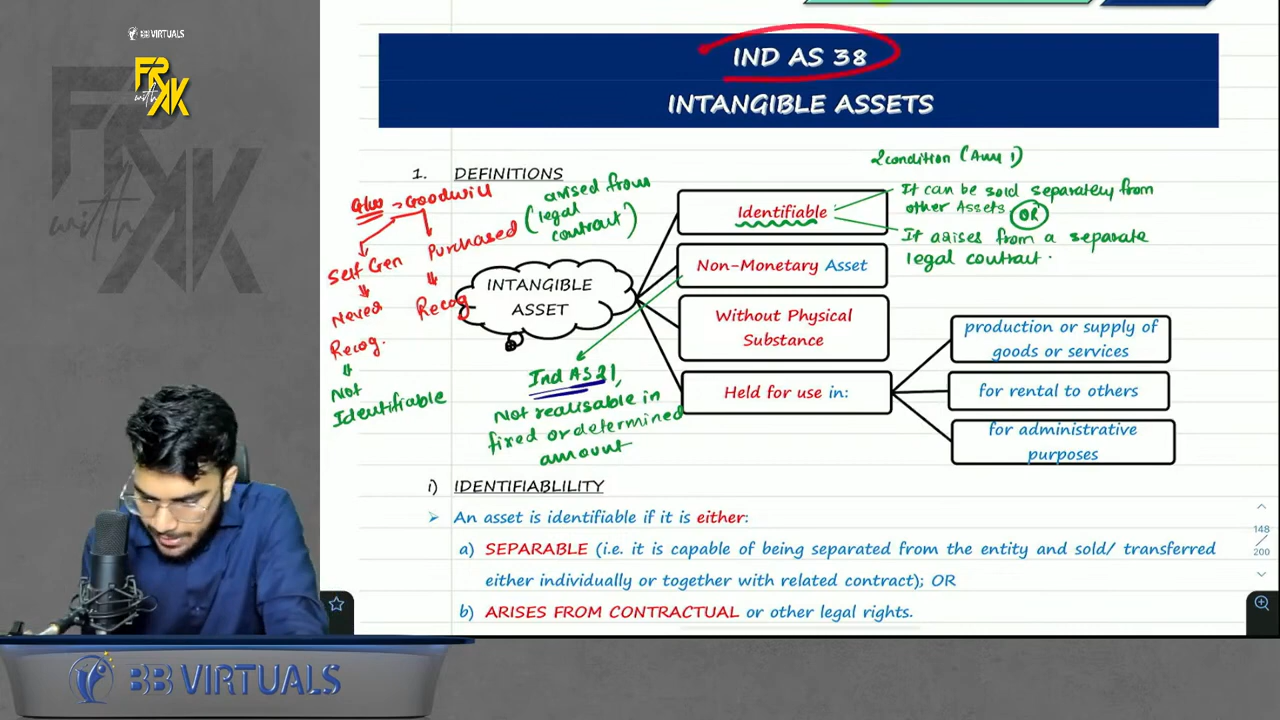 BB VIRTUALS
FR
with
AK
IND AS 38
INTANGIBLE ASSETS
2 condition (Any 1)
1. DEFINITIONS
Goodwill
arised from
(legal
contract)
Self Gen
Never
Recog.
Not
Identifiable
Purchased
Recog
INTANGIBLE
ASSET
Identifiable
It can be sold separately from
other Assets OR
It arises from a separate
legal contract.
Non-Monetary Asset
Without Physical
Substance
Held for use in:
production or supply of
goods or services
for rental to others
for administrative
purposes
Ind AS 21,
Not realisable in
fixed or determined
amount
i) IDENTIFIABLILITY
➢ An asset is identifiable if it is either:
a) SEPARABLE (i.e. it is capable of being separated from the entity and sold/ transferred
either individually or together with related contract); OR
b) ARISES FROM CONTRACTUAL or other legal rights.
148
200
BB VIRTUALS